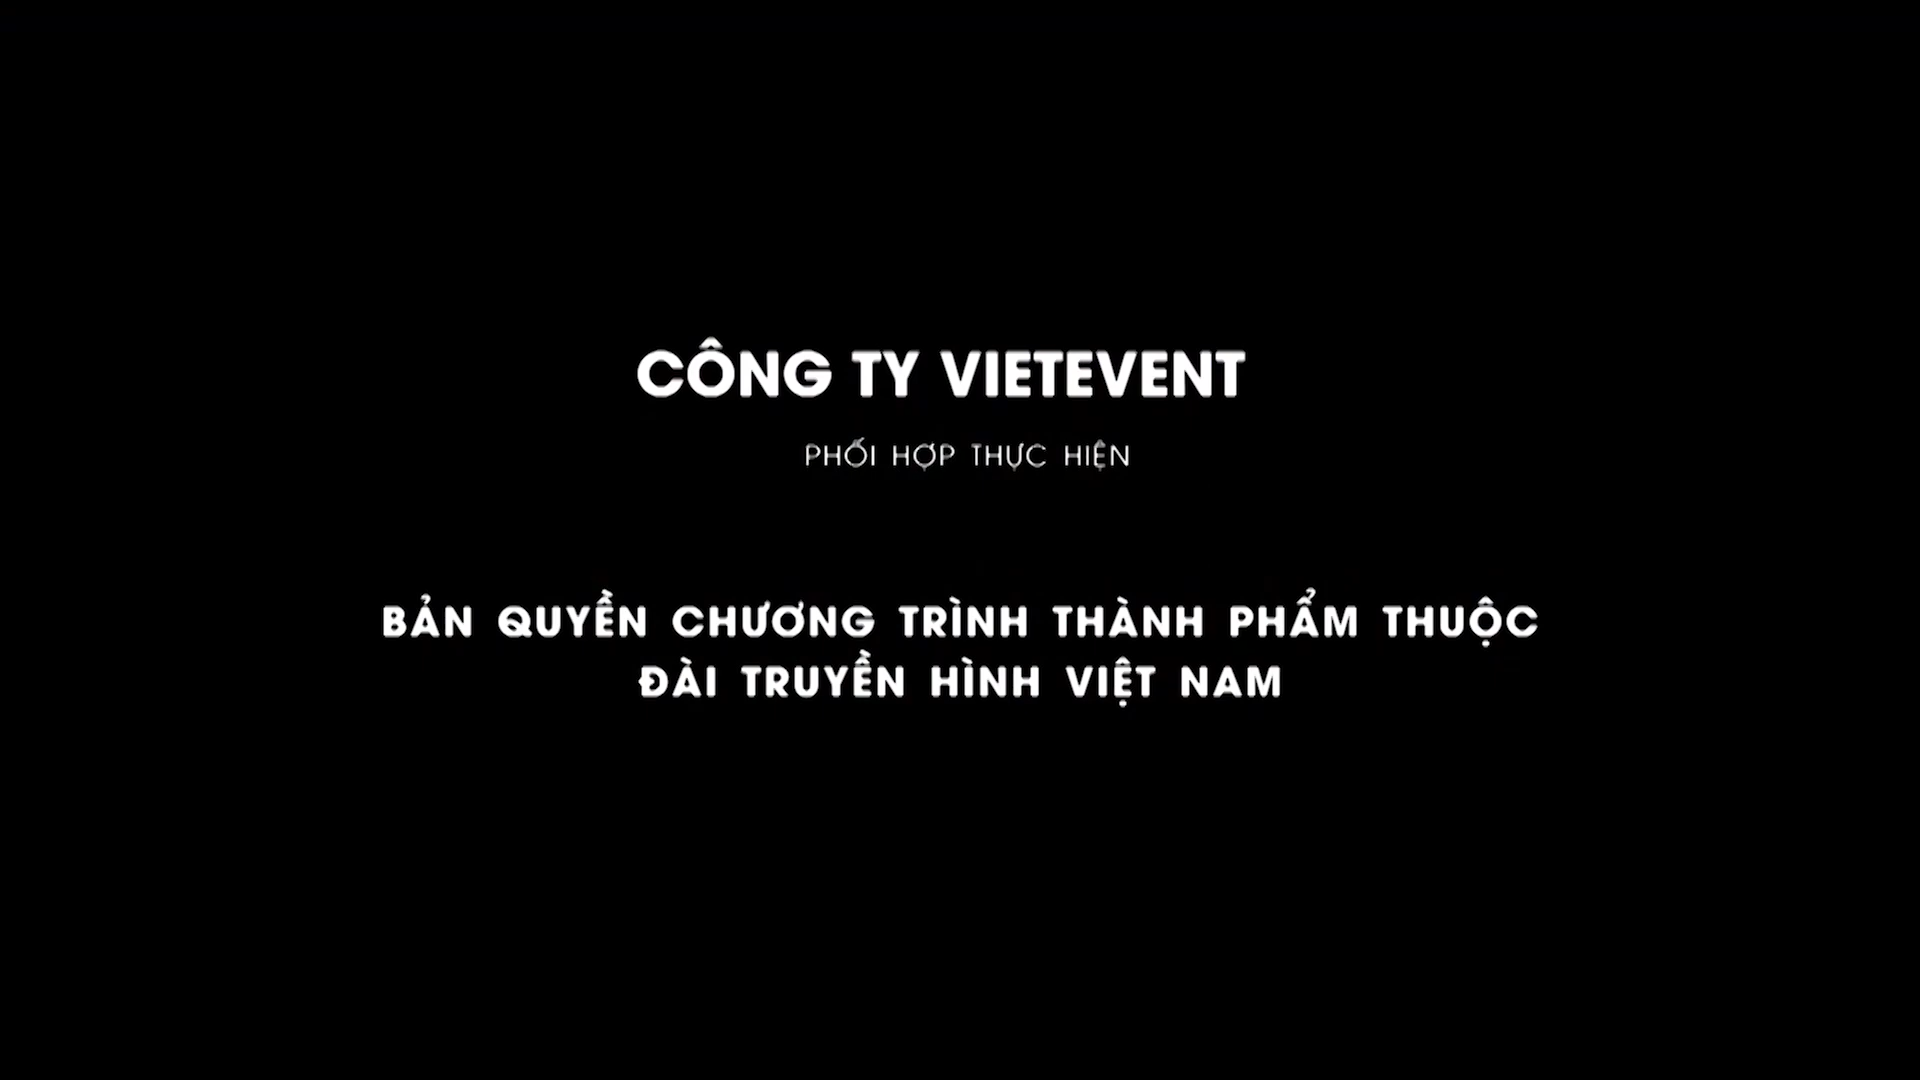 CÔNG TY VIETEVENT
PHỐI HỢP THỰC HIỆN
BẢN QUYỀN CHƯƠNG TRÌNH THÀNH PHẨM THUỘC
ĐÀI TRUYỀN HÌNH VIỆT NAM